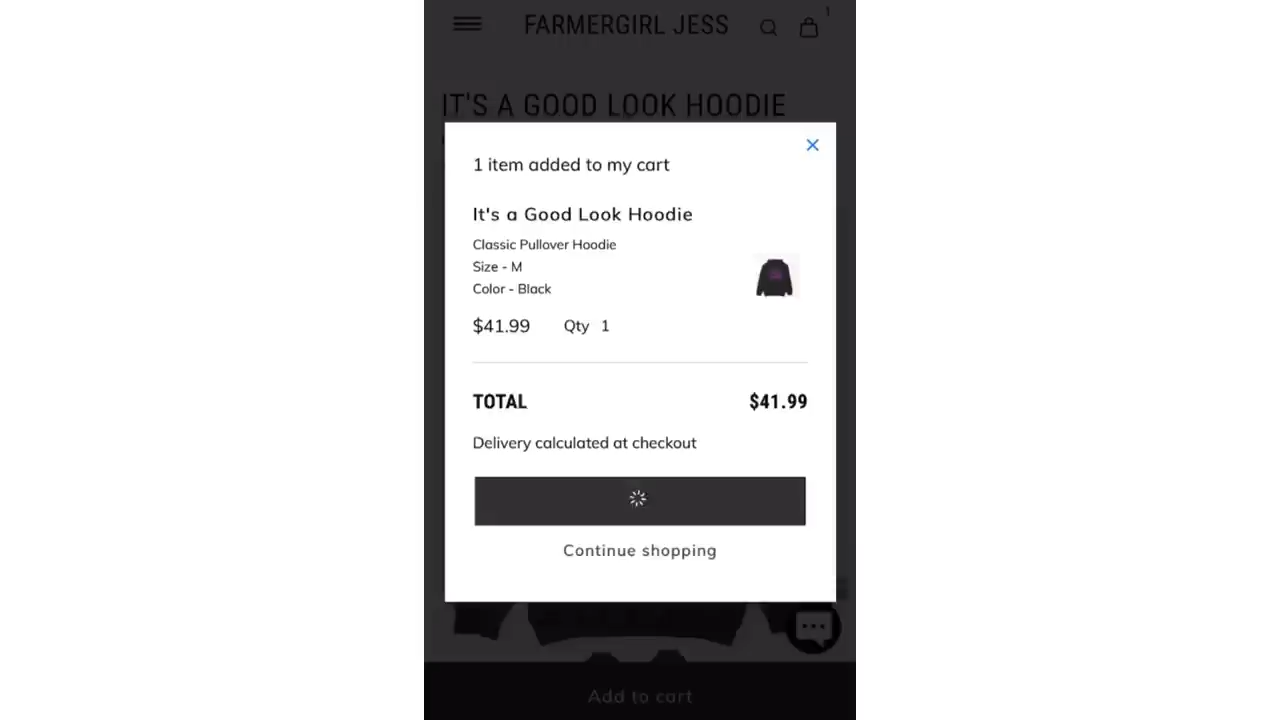 FARMERGIRL JESS
1
IT'S A GOOD LOOK HOODIE
1 item added to my cart
It's a Good Look Hoodie
Classic Pullover Hoodie
Size - M
Color - Black
$41.99 Qty 1
TOTAL $41.99
Delivery calculated at checkout
Continue shopping
Add to cart